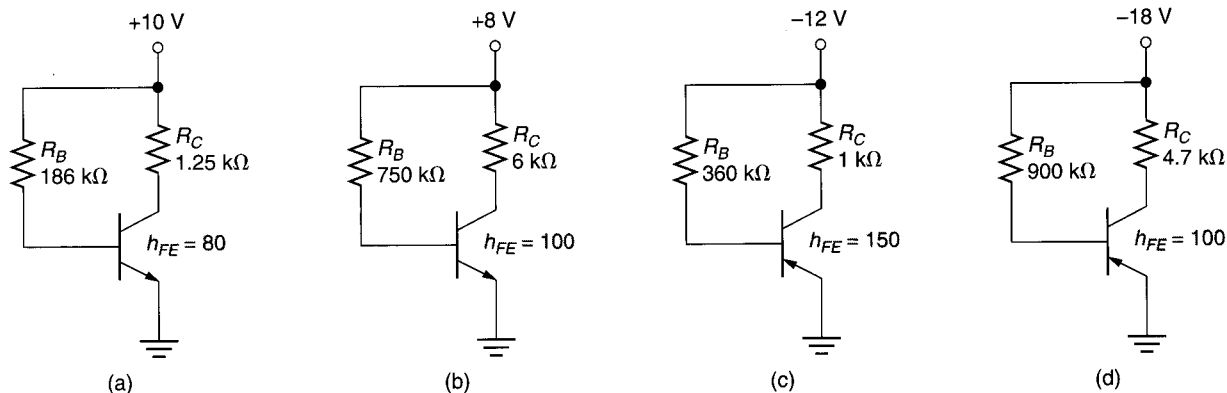 +10 V
+8 V
–12 V
–18 V
R_B
186 kΩ
R_C
1.25 kΩ
h_FE = 80
R_B
750 kΩ
R_C
6 kΩ
h_FE = 100
R_B
360 kΩ
R_C
1 kΩ
h_FE = 150
R_B
900 kΩ
R_C
4.7 kΩ
h_FE = 100
(a)
(b)
(c)
(d)